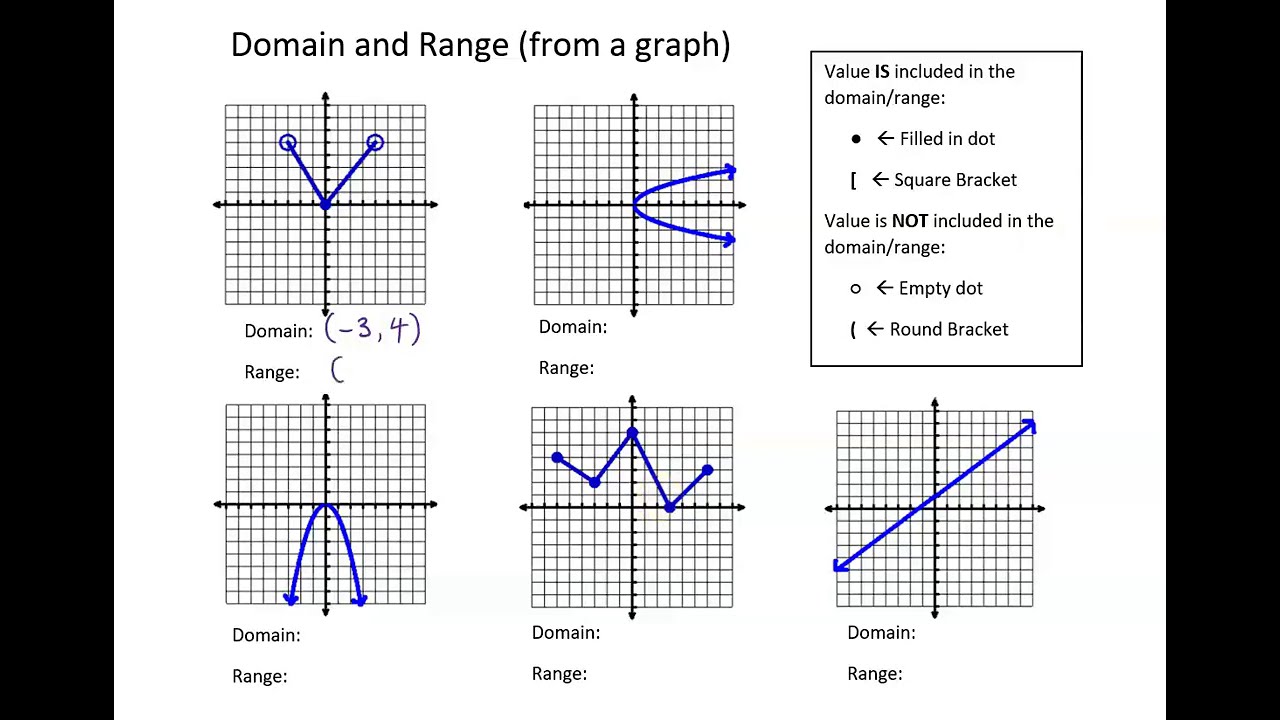 Domain and Range (from a graph)
Value IS included in the
domain/range:
● ← Filled in dot
[ ← Square Bracket
Value is NOT included in the
domain/range:
○ ← Empty dot
( ← Round Bracket
Domain: (-3, 4)
Range: (
Domain:
Range:
Domain:
Range:
Domain:
Range:
Domain:
Range: